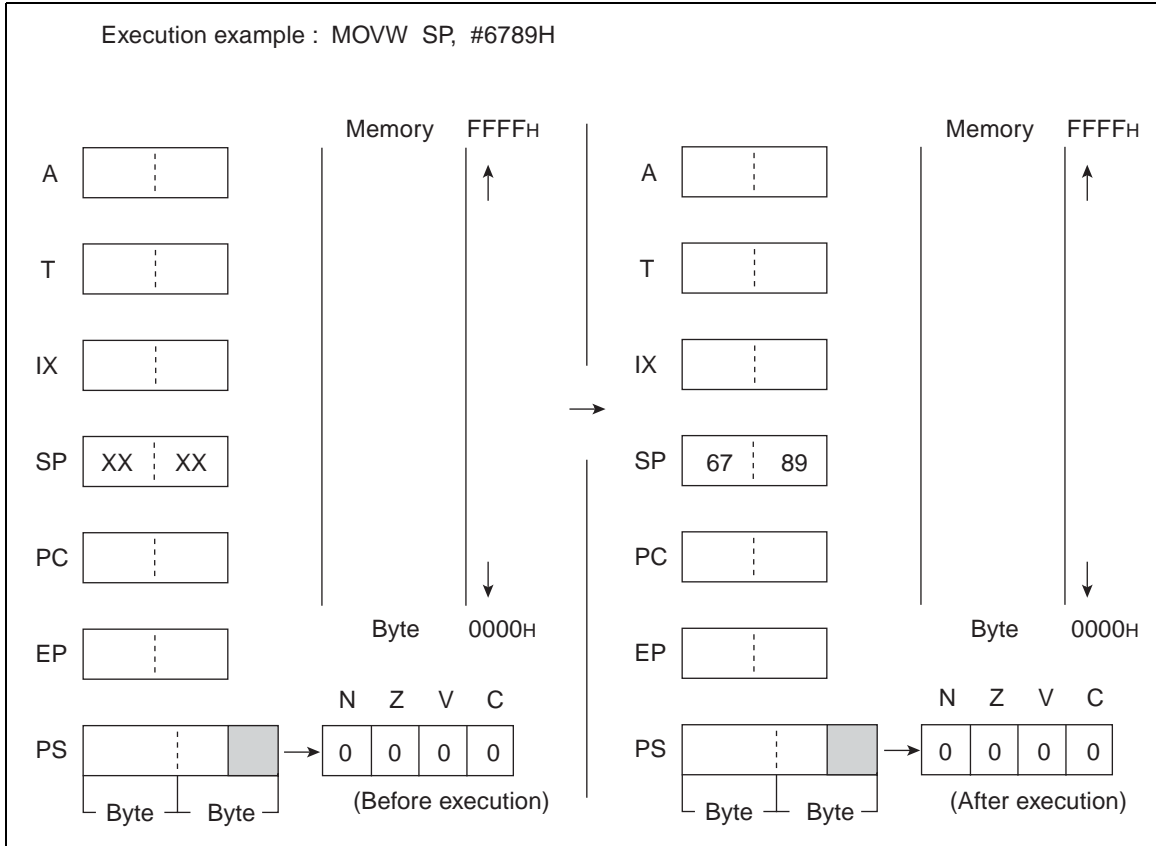 Execution example : MOVW SP, #6789H
Memory FFFFH
A
T
IX
SP XX XX
PC
EP
Byte 0000H
N Z V C
PS 0 0 0 0
Byte Byte
(Before execution)
Memory FFFFH
A
T
IX
SP 67 89
PC
EP
Byte 0000H
N Z V C
PS 0 0 0 0
Byte Byte
(After execution)